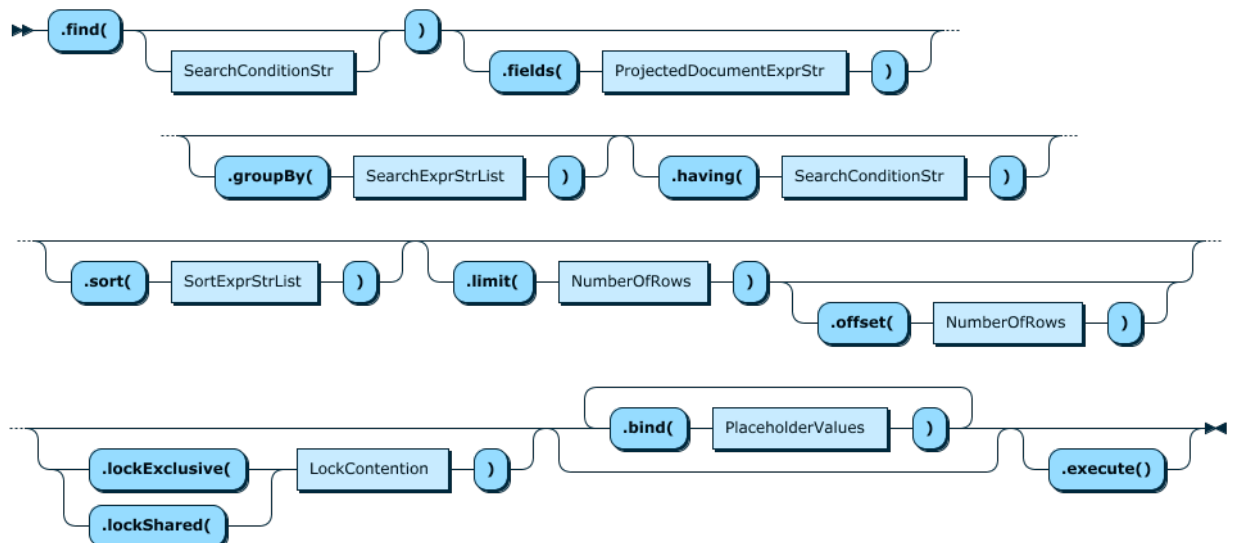 .find( SearchConditionStr ) .fields( ProjectedDocumentExprStr )
.groupBy( SearchExprStrList ) .having( SearchConditionStr )
.sort( SortExprStrList ) .limit( NumberOfRows )
.offset( NumberOfRows )
.bind( PlaceholderValues )
.lockExclusive( LockContention ) .execute()
.lockShared(